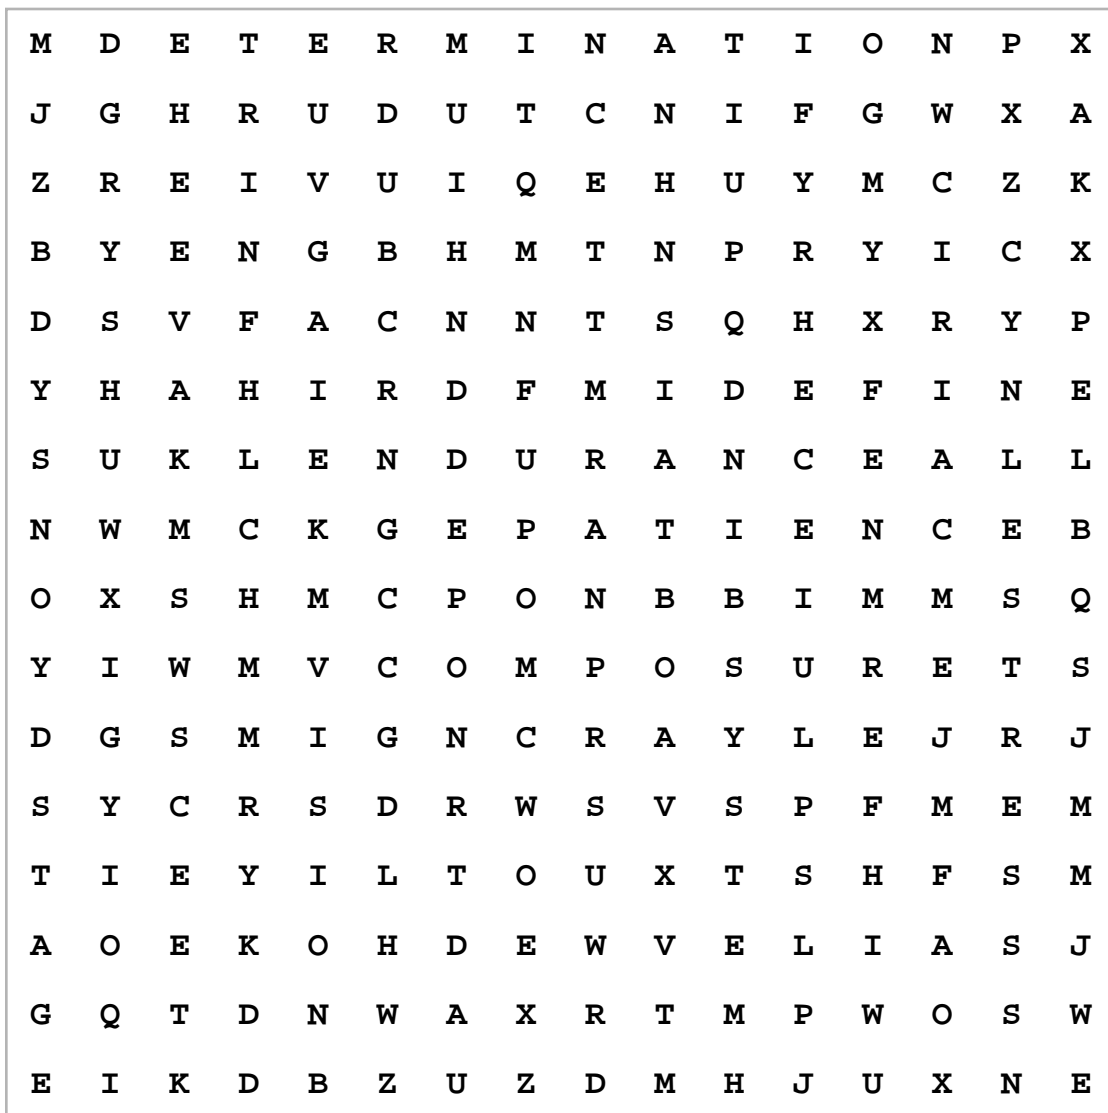 M D E T E R M I N A T I O N P X
J G H R U D U T C N I F G W X A
Z R E I V U I Q E H U Y M C Z K
B Y E N G B H M T N P R Y I C X
D S V F A C N N T S Q H X R Y P
Y H A H I R D F M I D E F I N E
S U K L E N D U R A N C E A L L
N W M C K G E P A T I E N C E B
O X S H M C P O N B B I M M S Q
Y I W M V C O M P O S U R E T S
D G S M I G N C R A Y L E J R J
S Y C R S D R W S V S P F M E M
T I E Y I L T O U X T S H F S M
A O E K O H D E W V E L I A S J
G Q T D N W A X R T M P W O S W
E I K D B Z U Z D M H J U X N E